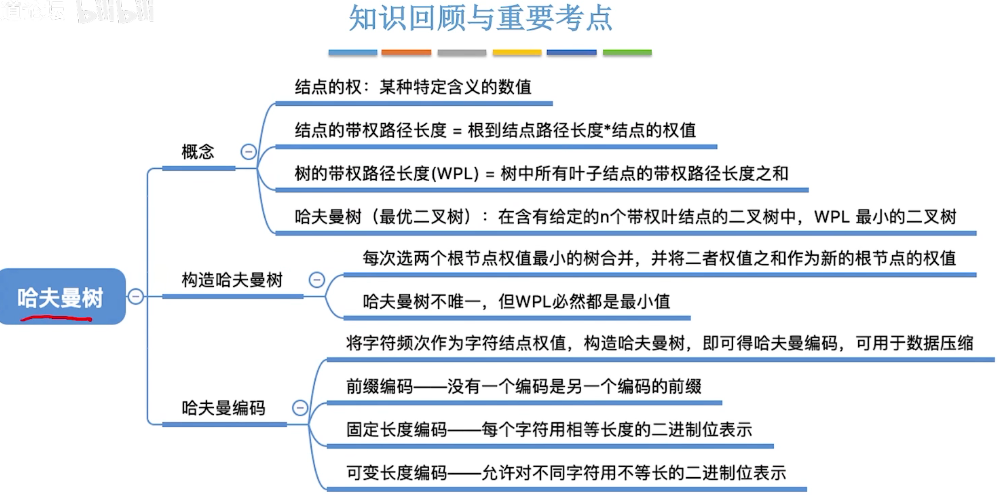 知识回顾与重要考点
结点的权：某种特定含义的数值
结点的带权路径长度 = 根到结点路径长度*结点的权值
概念
树的带权路径长度(WPL) = 树中所有叶子结点的带权路径长度之和
哈夫曼树（最优二叉树）：在含有给定的n个带权叶结点的二叉树中，WPL 最小的二叉树
每次选两个根节点权值最小的树合并，并将二者权值之和作为新的根节点的权值
构造哈夫曼树
哈夫曼树
哈夫曼树不唯一，但WPL必然都是最小值
将字符频次作为字符结点权值，构造哈夫曼树，即可得哈夫曼编码，可用于数据压缩
前缀编码——没有一个编码是另一个编码的前缀
哈夫曼编码
固定长度编码——每个字符用相等长度的二进制位表示
可变长度编码——允许对不同字符用不等长的二进制位表示